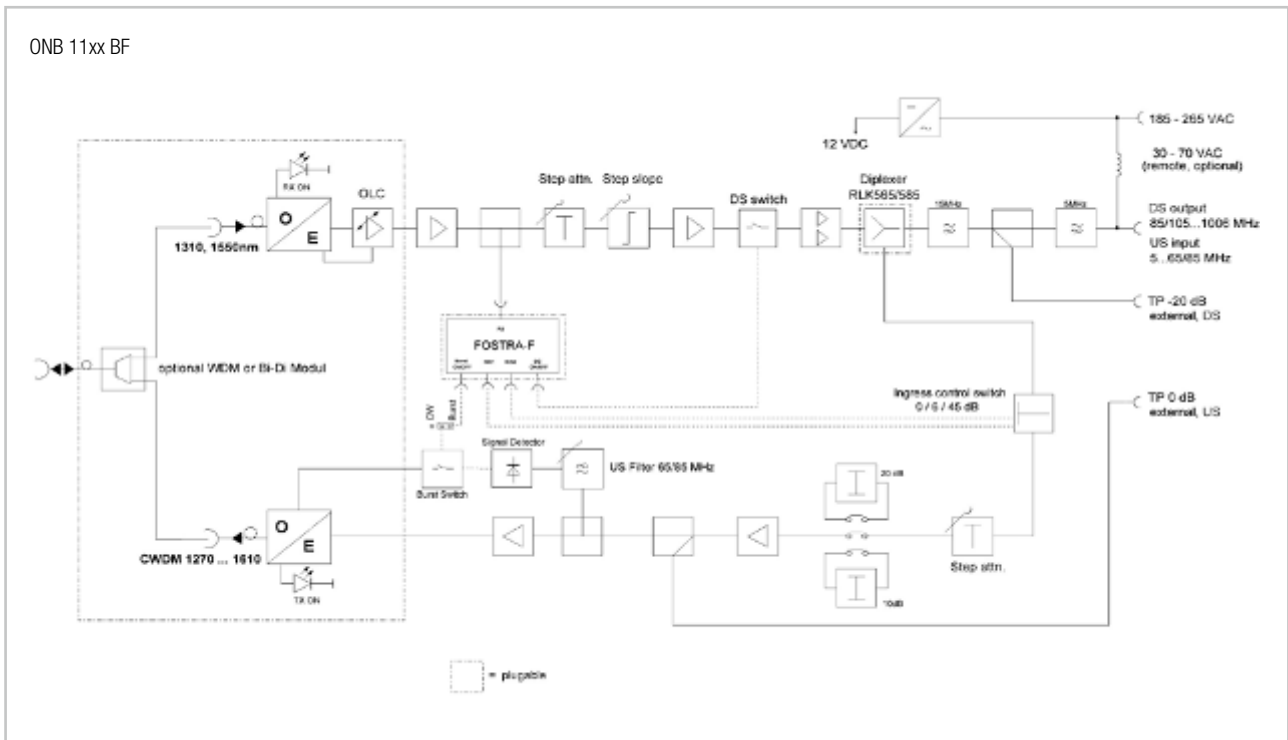 ONB 11xx BF
185 - 265 VAC
12 VDC
30 - 70 VAC
(remote, optional)
RX ON
OLC
Step attn.
Step slope
DS switch
Diplexer
RLK565/585
15MHz
5MHz
O
E
1310, 1550nm
DS output
85/105...1006 MHz
US input
5...65/85 MHz
TP -20 dB
external, DS
FOSTRA-F
optional WDM or Bi-Di Modul
Ingress control switch
0 / 6 / 45 dB
TP 0 dB
external, US
CW
Burst
Signal Detector
US Filter 65/85 MHz
Burst Switch
20 dB
O
E
CWDM 1270 ... 1610
TX ON
10dB
Step attn.
= plugable